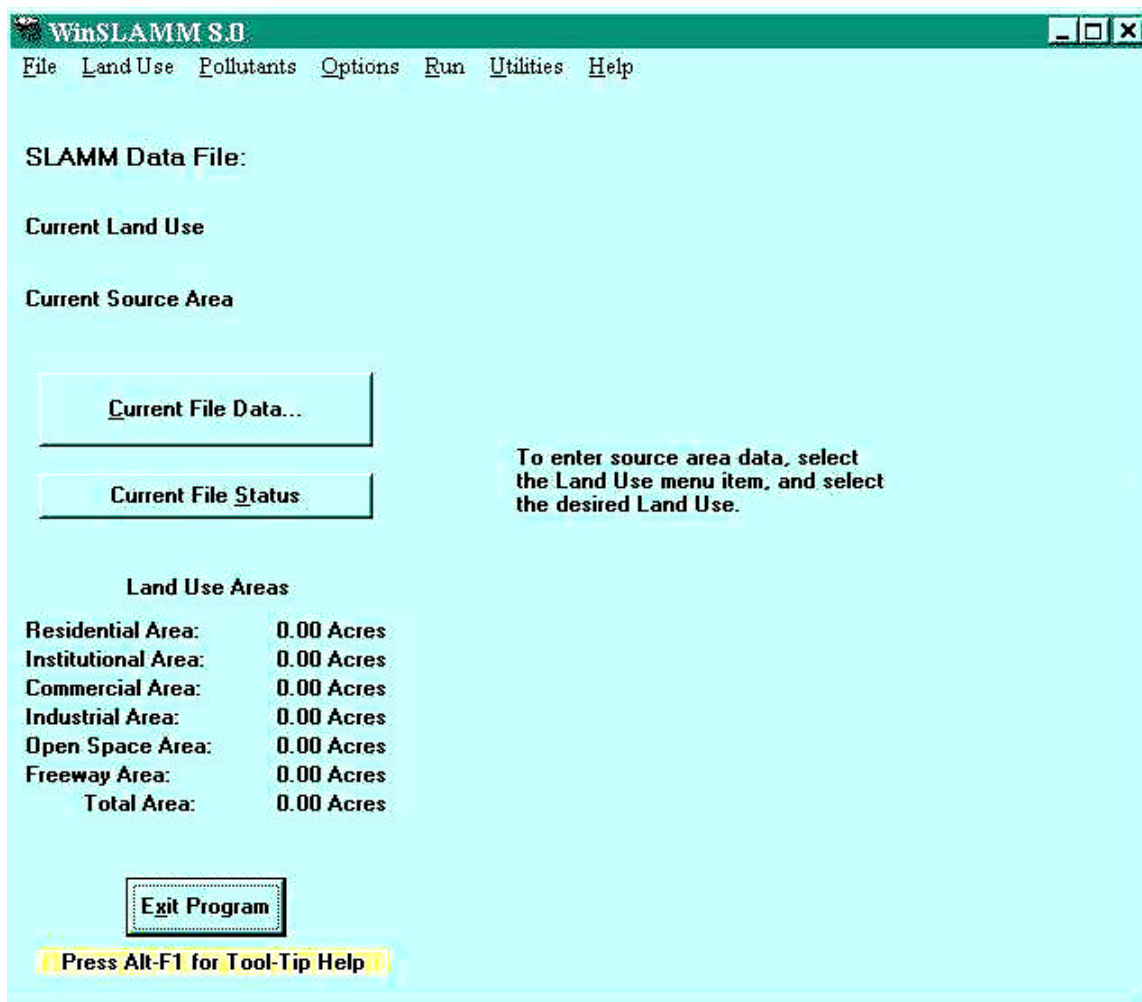 WinSLAMM 8.0
File Land Use Pollutants Options Run Utilities Help
SLAMM Data File:
Current Land Use
Current Source Area
Current File Data...
Current File Status
To enter source area data, select
the Land Use menu item, and select
the desired Land Use.
Land Use Areas
Residential Area: 0.00 Acres
Institutional Area: 0.00 Acres
Commercial Area: 0.00 Acres
Industrial Area: 0.00 Acres
Open Space Area: 0.00 Acres
Freeway Area: 0.00 Acres
Total Area: 0.00 Acres
Exit Program
Press Alt-F1 for Tool-Tip Help